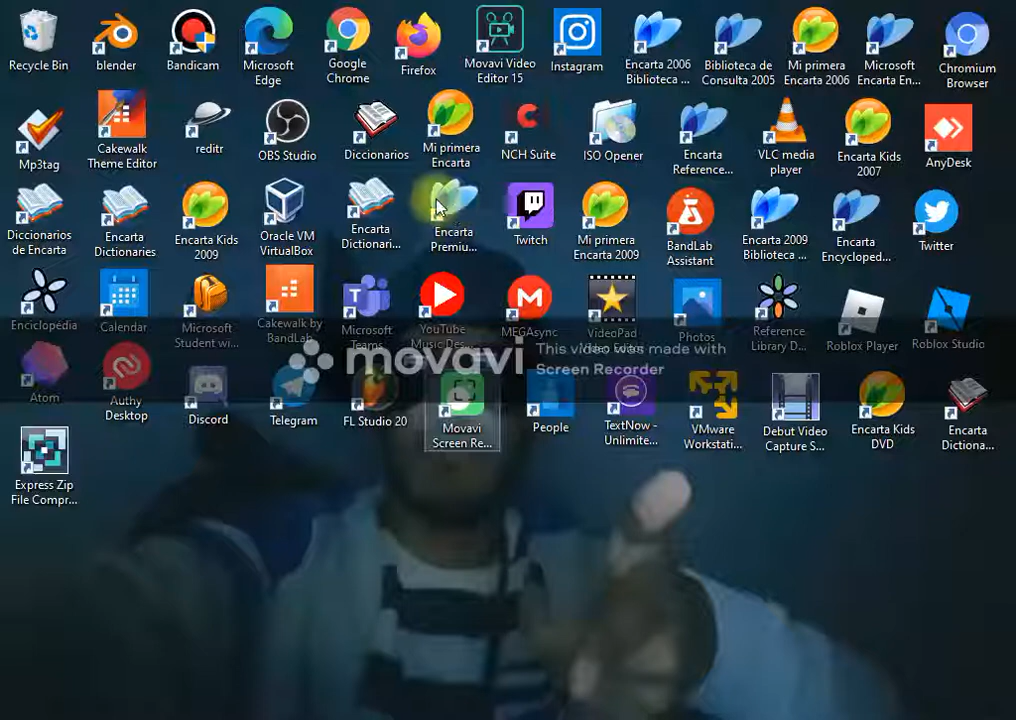 Recycle Bin
blender
Bandicam
Microsoft
Edge
Google
Chrome
Firefox
Movavi Video
Editor 15
Instagram
Encarta 2006
Biblioteca ...
Biblioteca de
Consulta 2005
Mi primera
Encarta 2006
Microsoft
Encarta En...
Chromium
Browser
Mp3tag
Cakewalk
Theme Editor
reditr
OBS Studio
Diccionarios
Mi primera
Encarta
NCH Suite
ISO Opener
Encarta
Reference...
VLC media
player
Encarta Kids
2007
AnyDesk
Diccionarios
de Encarta
Encarta
Dictionaries
Encarta Kids
2009
Oracle VM
VirtualBox
Encarta
Dictionari...
Encarta
Premiu...
Twitch
Mi primera
Encarta 2009
BandLab
Assistant
Encarta 2009
Biblioteca ...
Encarta
Encycloped...
Twitter
Enciclopedia
Calendar
Microsoft
Student wi...
Cakewalk by
BandLab
Microsoft
Teams
YouTube
Music Des...
MEGAsync
VideoPad
Video Editor
Photos
Reference
Library D...
Roblox Player
Roblox Studio
movavi
This video was made with
Screen Recorder
Atom
Authy
Desktop
Discord
Telegram
FL Studio 20
Movavi
Screen Re...
People
TextNow -
Unlimite...
VMware
Workstati...
Debut Video
Capture S...
Encarta Kids
DVD
Encarta
Dictiona...
Express Zip
File Compr...